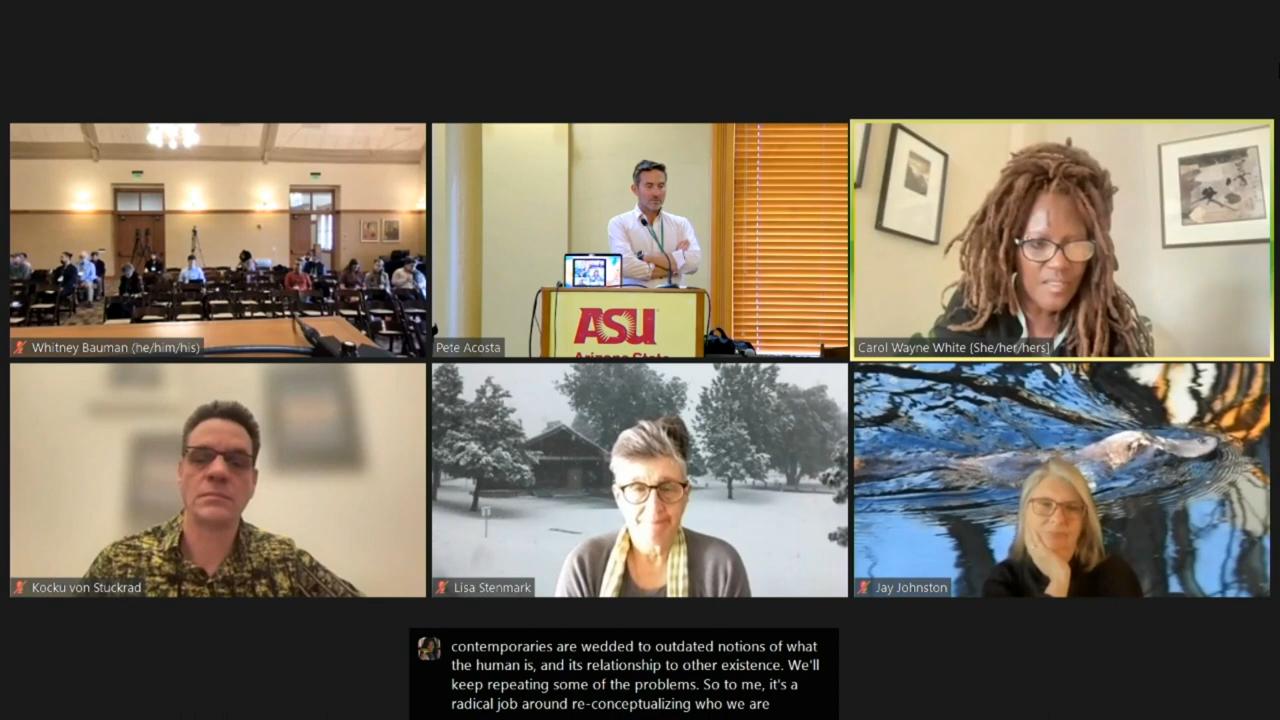 Whitney Bauman (he/him/his)
ASU
Arizona State
Pete Acosta
Carol Wayne White [She/her/hers]
Kocku von Stuckrad
Lisa Stenmark
Jay Johnston
contemporaries are wedded to outdated notions of what
the human is, and its relationship to other existence. We'll
keep repeating some of the problems. So to me, it's a
radical job around re-conceptualizing who we are